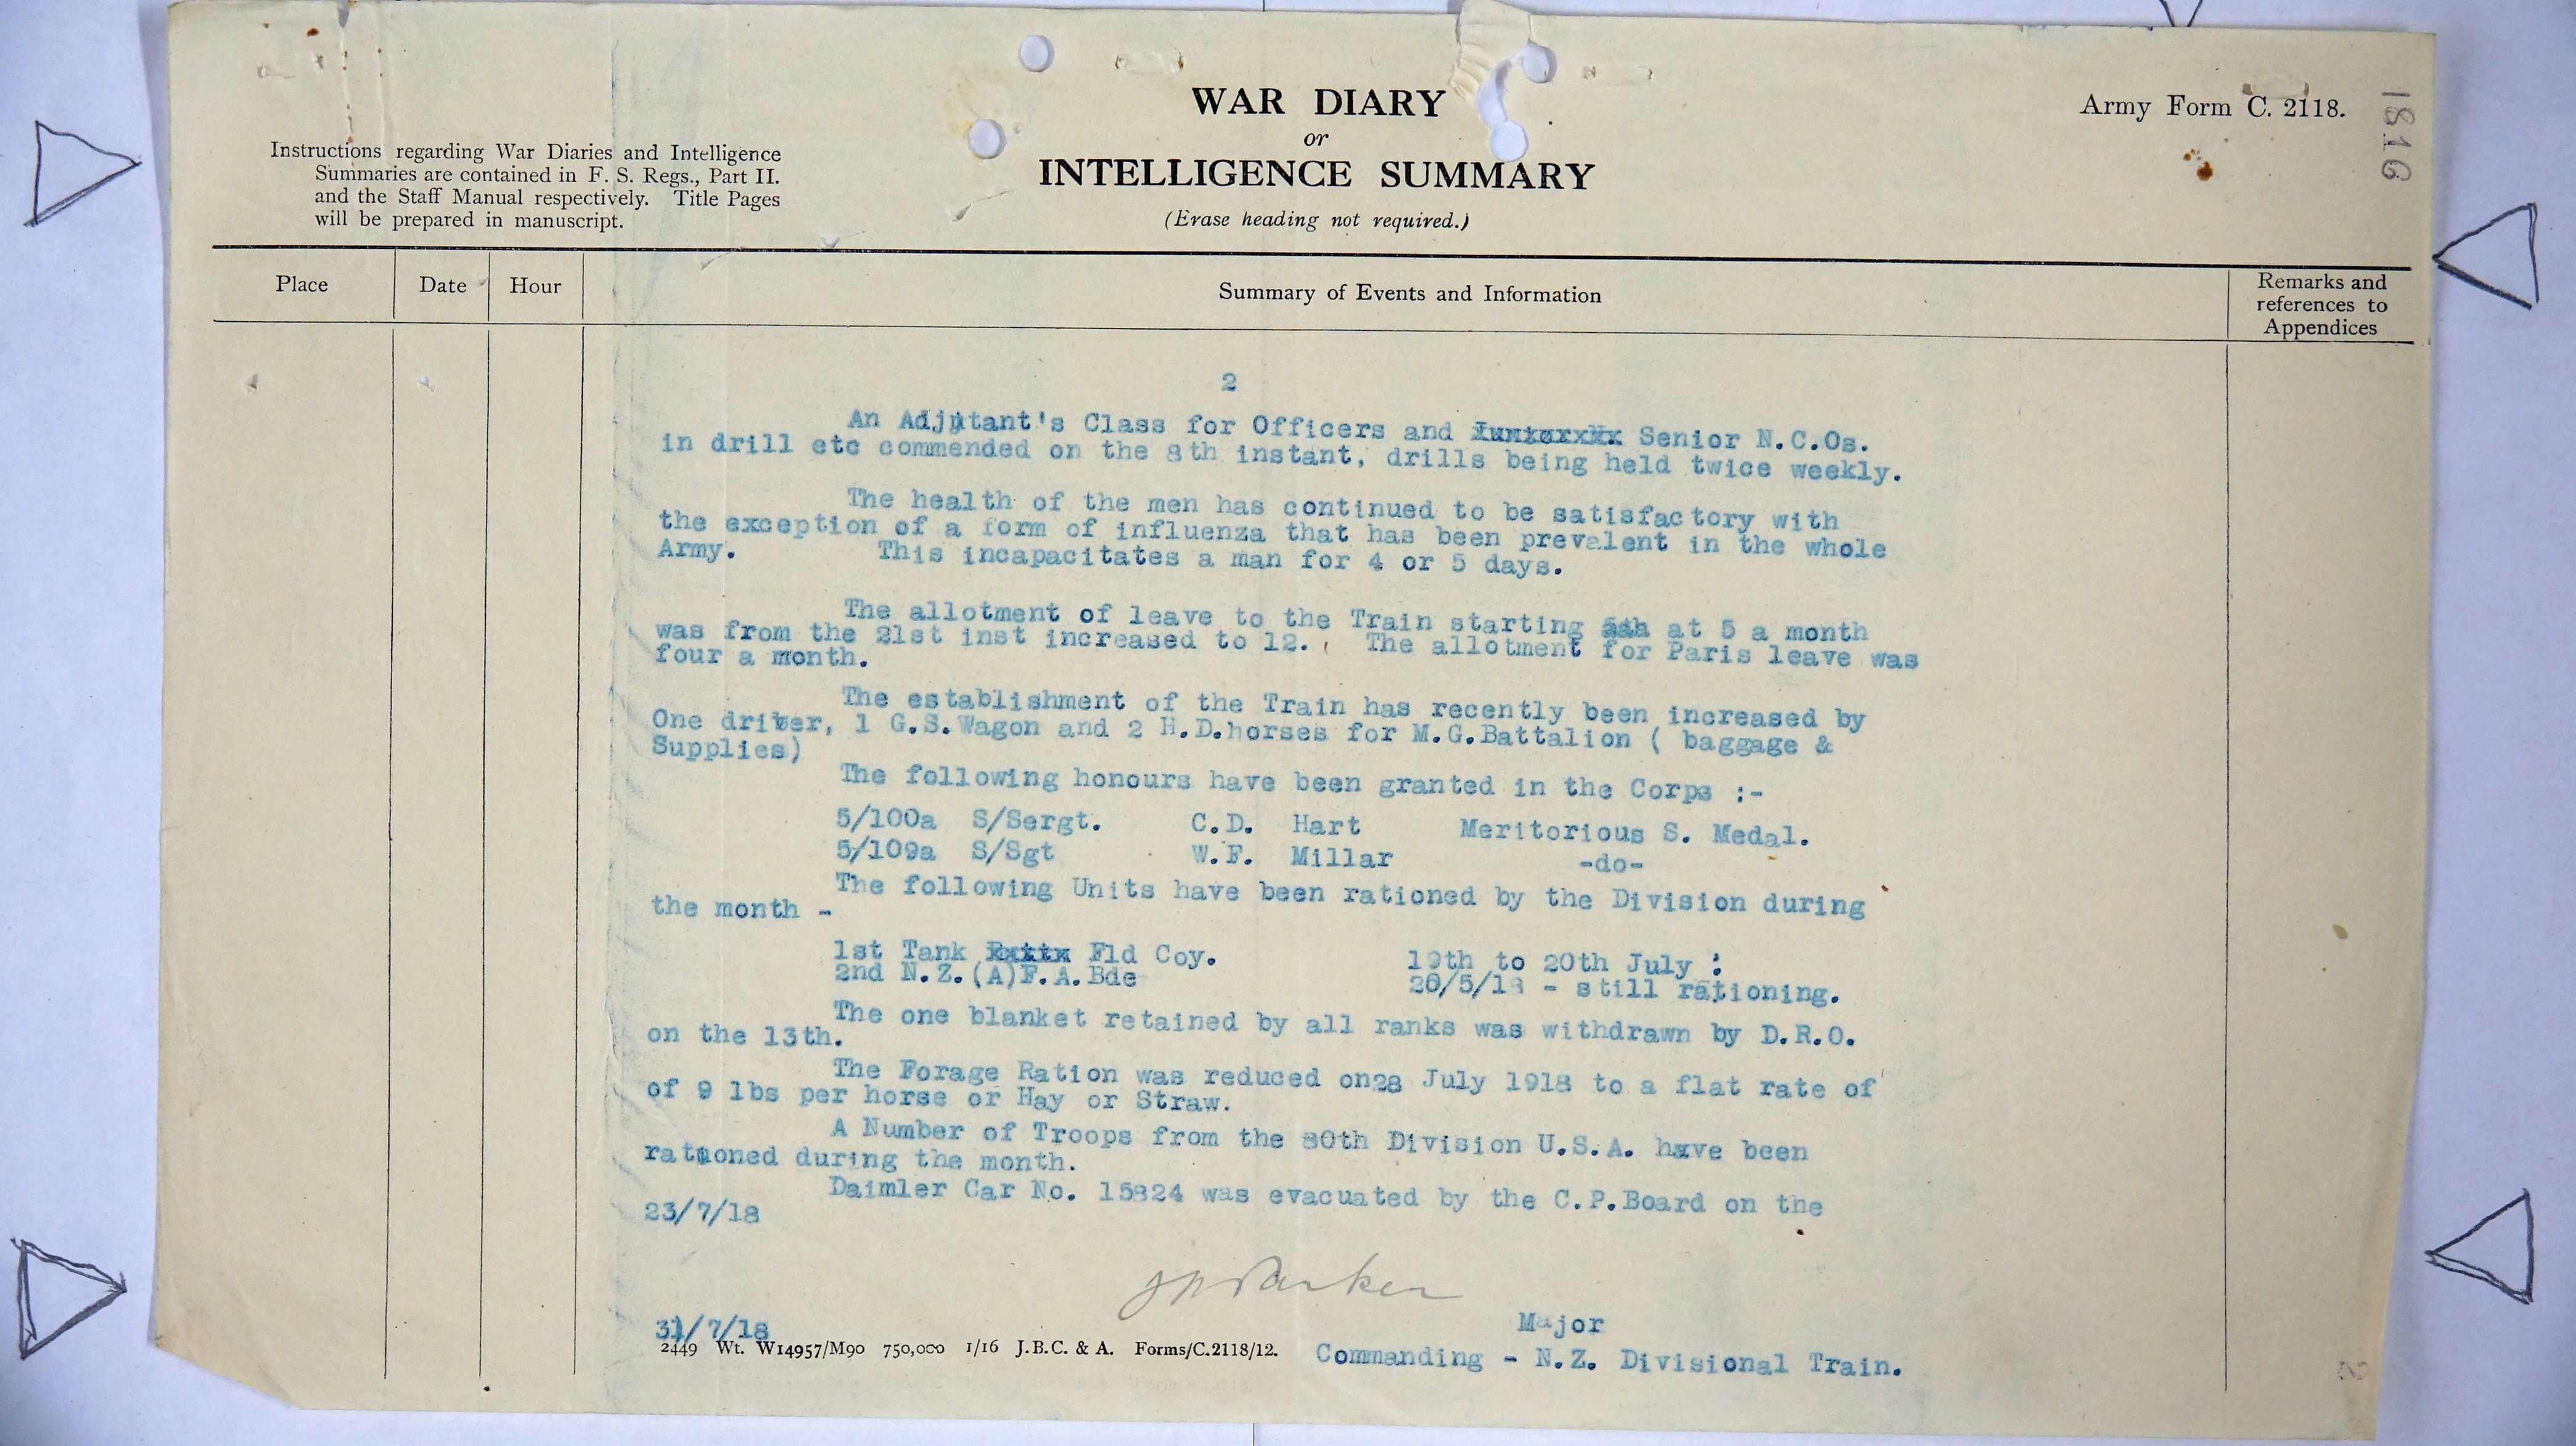 WAR DIARY
or
INTELLIGENCE SUMMARY
(Erase heading not required.)
Army Form C. 2118.
1816
Instructions regarding War Diaries and Intelligence
Summaries are contained in F. S. Regs., Part II.
and the Staff Manual respectively. Title Pages
will be prepared in manuscript.
Place
Date
Hour
Summary of Events and Information
Remarks and
references to
Appendices
2
An Adjutant's Class for Officers and Senior N.C.Os.
in drill etc commended on the 8th instant, drills being held twice weekly.
The health of the men has continued to be satisfactory with
the exception of a form of influenza that has been prevalent in the whole
Army. This incapacitates a man for 4 or 5 days.
The allotment of leave to the Train starting at 5 a month
was from the 21st inst increased to 12. The allotment for Paris leave was
four a month.
The establishment of the Train has recently been increased by
One driver, 1 G.S.Wagon and 2 H.D.horses for M.G.Battalion ( baggage &
Supplies)
The following honours have been granted in the Corps :-
5/100a S/Sergt. C.D. Hart Meritorious S. Medal.
5/109a S/Sgt W.F. Millar -do-
The following Units have been rationed by the Division during
the month -
1st Tank Fld Coy. 19th to 20th July :
2nd N.Z.(A)F.A.Bde 20/5/18 - still rationing.
The one blanket retained by all ranks was withdrawn by D.R.O.
on the 13th.
The Forage Ration was reduced on28 July 1918 to a flat rate of
of 9 lbs per horse or Hay or Straw.
A Number of Troops from the 80th Division U.S.A. have been
rationed during the month.
Daimler Car No. 15824 was evacuated by the C.P.Board on the
23/7/18
Parker
31/7/18
Major
2449 Wt. W14957/M90 750,000 1/16 J.B.C. & A. Forms/C.2118/12.
Commanding - N.Z. Divisional Train.
2